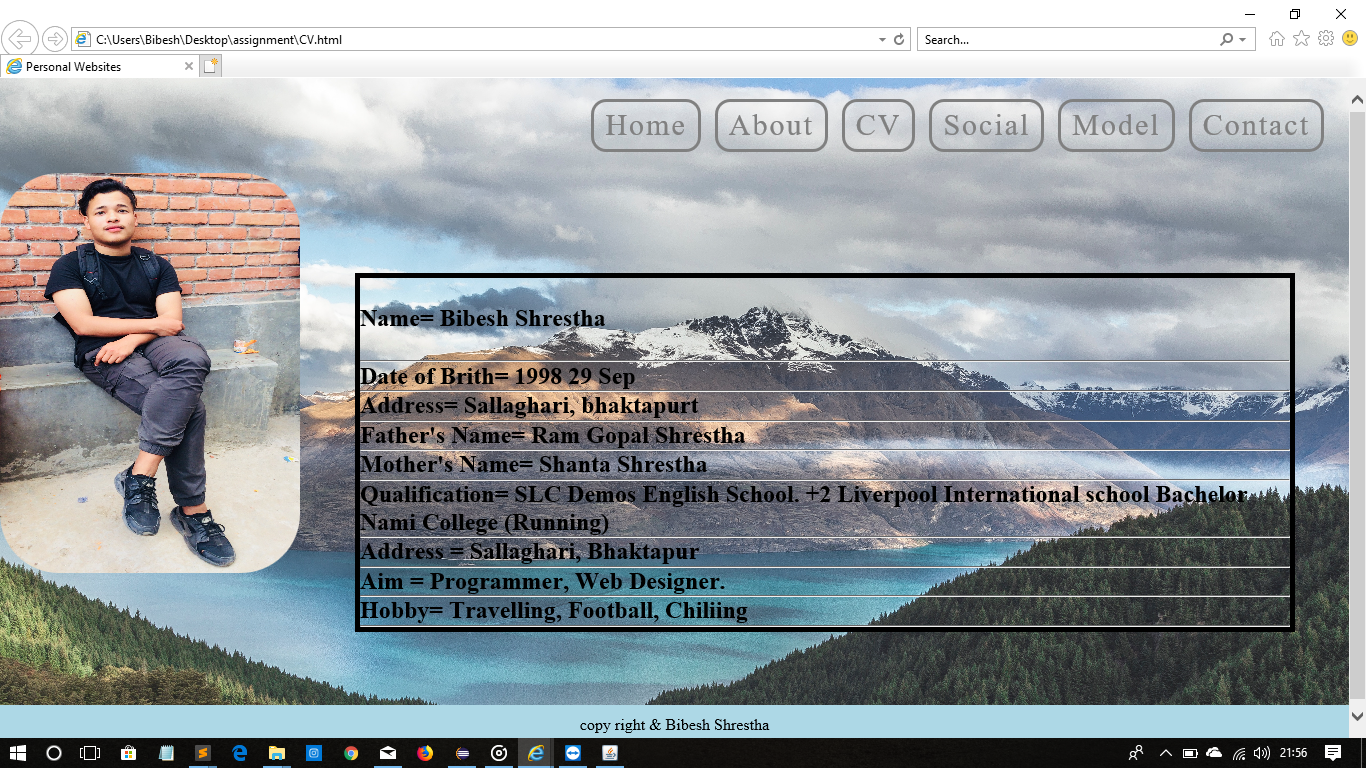 C:\Users\Bibesh\Desktop\assignment\CV.html
Search...
Personal Websites
Home About CV Social Model Contact
Name= Bibesh Shrestha
Date of Brith= 1998 29 Sep
Address= Sallaghari, bhaktapurt
Father's Name= Ram Gopal Shrestha
Mother's Name= Shanta Shrestha
Qualification= SLC Demos English School. +2 Liverpool International school Bachelor
Nami College (Running)
Address = Sallaghari, Bhaktapur
Aim = Programmer, Web Designer.
Hobby= Travelling, Football, Chiliing
copy right & Bibesh Shrestha
21:56